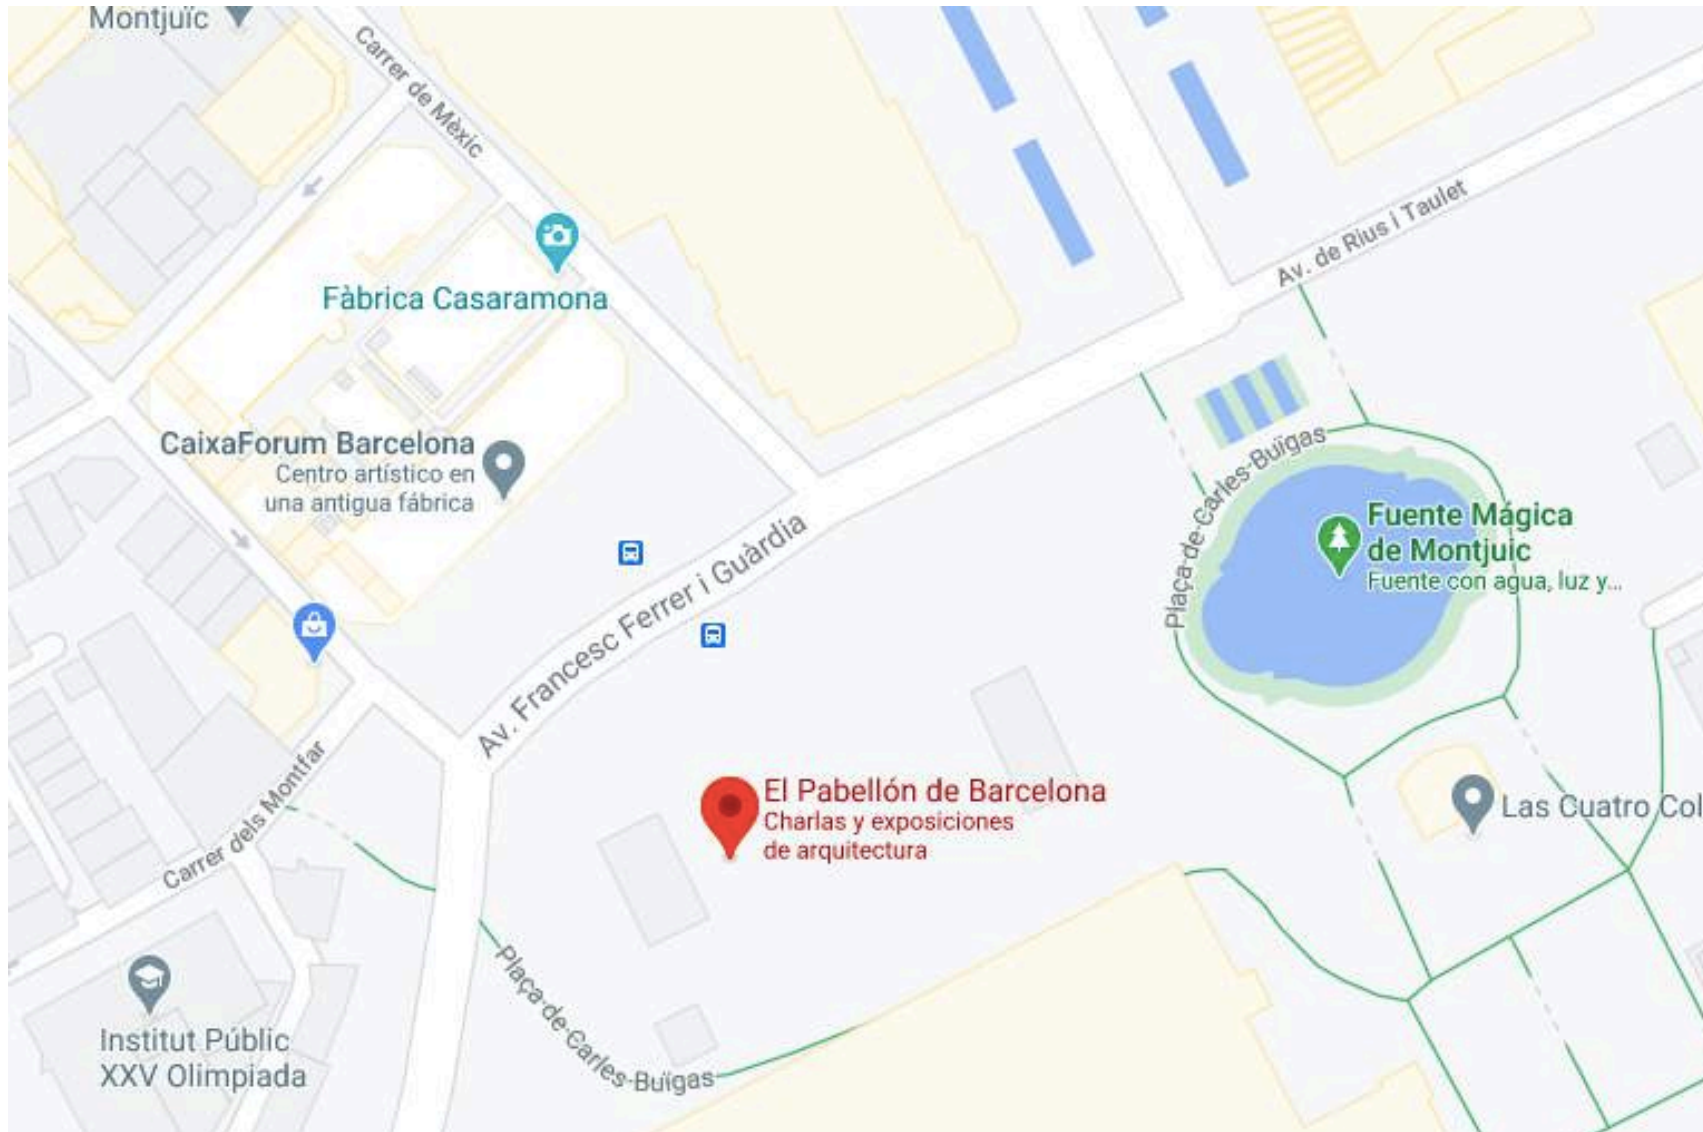 Montjuïc
Carrer de Mèxic
Av. de Rius i Taulet
Fàbrica Casaramona
CaixaForum Barcelona
Centro artístico en
una antigua fábrica
Plaça-de-Carles-Buïgas
Fuente Mágica
de Montjuic
Fuente con agua, luz y...
Av. Francesc Ferrer i Guàrdia
El Pabellón de Barcelona
Charlas y exposiciones
de arquitectura
Las Cuatro Col
Carrer dels Montfar
Plaça-de-Carles-Buïgas
Institut Públic
XXV Olimpiada